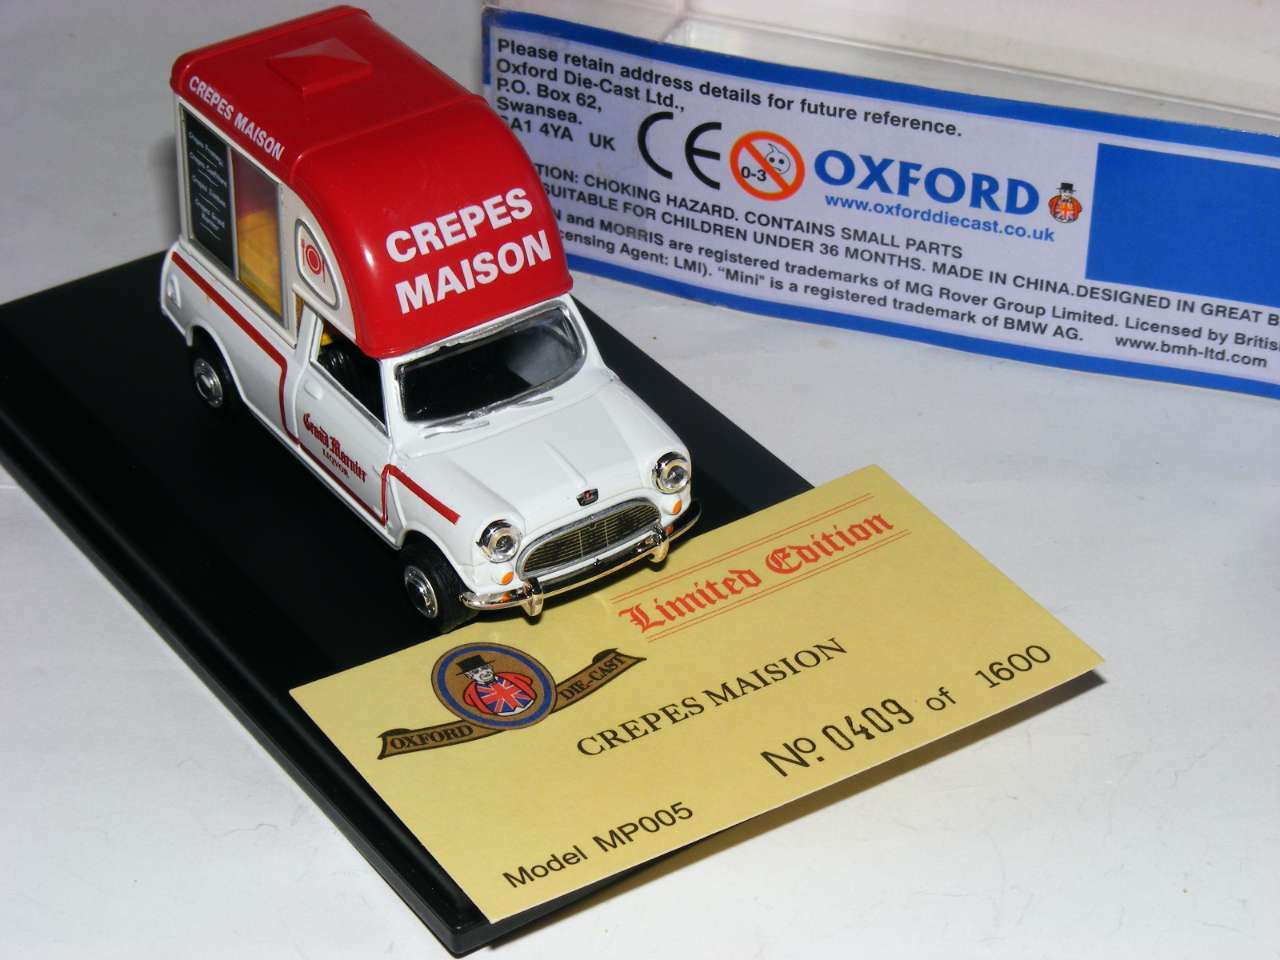 Please retain address details for future reference.
Oxford Die-Cast Ltd.,
P.O. Box 62,
Swansea.
SA1 4YA UK
CE
0-3
OXFORD
www.oxforddiecast.co.uk
CHOKING HAZARD. CONTAINS SMALL PARTS
SUITABLE FOR CHILDREN UNDER 36 MONTHS. MADE IN CHINA.DESIGNED IN GREAT B
and MORRIS are registered trademarks of MG Rover Group Limited. Licensed by British
Agent: LMI). "Mini" is a registered trademark of BMW AG. www.bmh-ltd.com
CREPES MAISON
CREPES
MAISON
Grand Marnier
LIQUOR
Limited Edition
OXFORD DIE-CAST
CREPES MAISION
No. 0409 of 1600
Model MP005